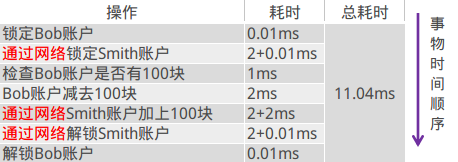 操作 耗时 总耗时
锁定Bob账户 0.01ms
通过网络锁定Smith账户 2+0.01ms
检查Bob账户是否有100块 1ms
Bob账户减去100块 2ms 11.04ms
通过网络Smith账户加上100块 2+2ms
通过网络解锁Smith账户 2+0.01ms
解锁Bob账户 0.01ms
事物时间顺序